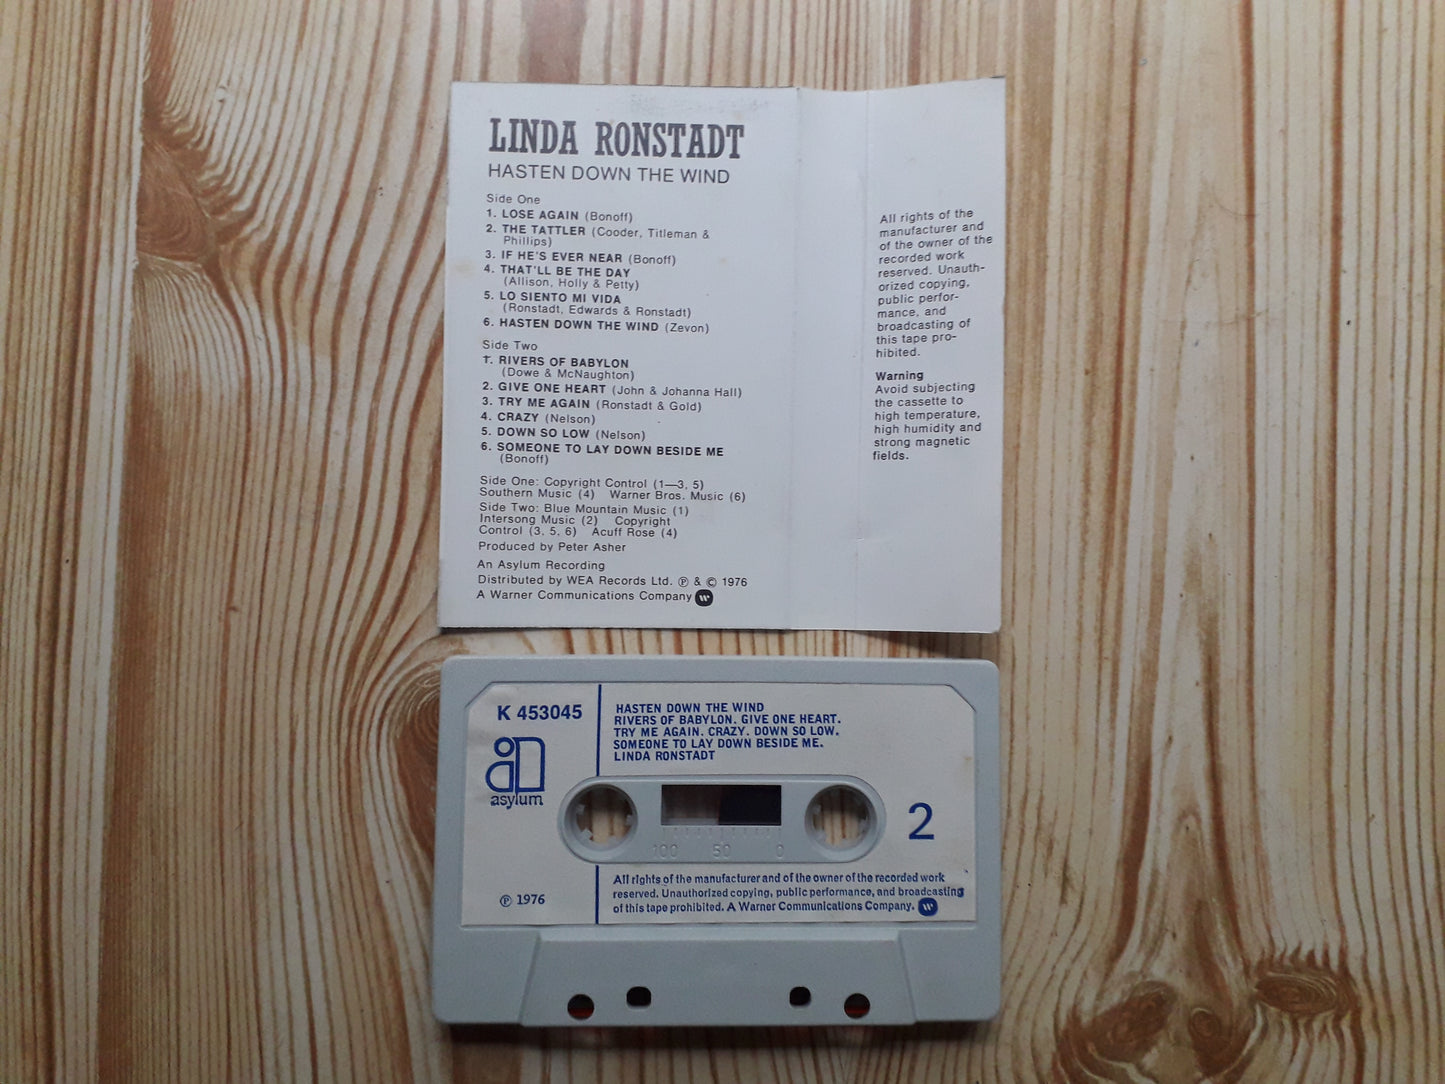 LINDA RONSTADT
HASTEN DOWN THE WIND
Side One
1. LOSE AGAIN (Bonoff)
2. THE TATTLER (Cooder, Titleman &
Phillips)
3. IF HE'S EVER NEAR (Bonoff)
4. THAT'LL BE THE DAY
(Allison, Holly & Petty)
5. LO SIENTO MI VIDA
(Ronstadt, Edwards & Ronstadt)
6. HASTEN DOWN THE WIND (Zevon)
Side Two
1. RIVERS OF BABYLON
(Dowe & McNaughton)
2. GIVE ONE HEART (John & Johanna Hall)
3. TRY ME AGAIN (Ronstadt & Gold)
4. CRAZY (Nelson)
5. DOWN SO LOW (Nelson)
6. SOMEONE TO LAY DOWN BESIDE ME
(Bonoff)
Side One: Copyright Control (1—3, 5)
Southern Music (4) Warner Bros. Music (6)
Side Two: Blue Mountain Music (1)
Intersong Music (2) Copyright
Control (3, 5, 6) Acuff Rose (4)
Produced by Peter Asher
An Asylum Recording
Distributed by WEA Records Ltd. ℗ & © 1976
A Warner Communications Company
All rights of the
manufacturer and
of the owner of the
recorded work
reserved. Unauth-
orized copying,
public perfor-
mance, and
broadcasting of
this tape pro-
hibited.
Warning
Avoid subjecting
the cassette to
high temperature,
high humidity and
strong magnetic
fields.
K 453045
asylum
℗ 1976
HASTEN DOWN THE WIND
RIVERS OF BABYLON. GIVE ONE HEART.
TRY ME AGAIN. CRAZY. DOWN SO LOW.
SOMEONE TO LAY DOWN BESIDE ME.
LINDA RONSTADT
2
100 50 0
All rights of the manufacturer and of the owner of the recorded work
reserved. Unauthorized copying, public performance, and broadcasting
of this tape prohibited. A Warner Communications Company.